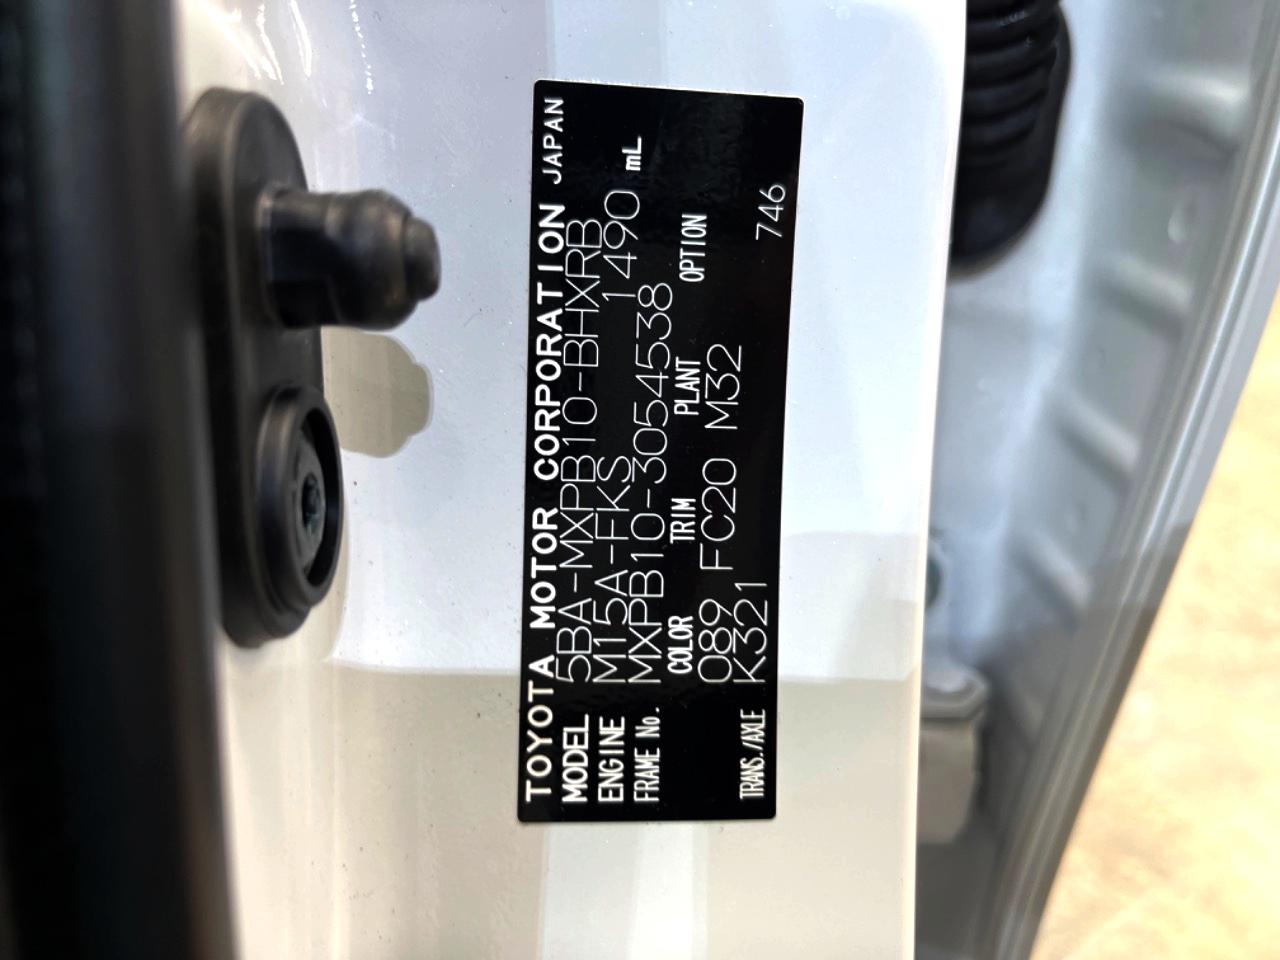 TOYOTA MOTOR CORPORATION JAPAN
MODEL 5BA-MXPB10-BHXRB
ENGINE M15A-FKS 1490 mL
FRAME No. MXPB10-3054538
COLOR TRIM PLANT OPTION
089 FC20 M32
TRANS./AXLE K321 746